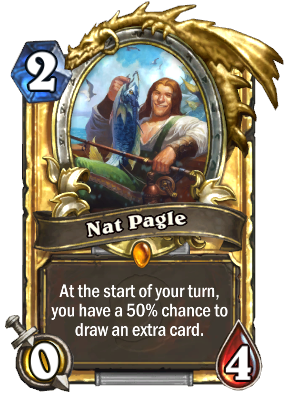 2
Nat Pagle
At the start of your turn,
you have a 50% chance to
draw an extra card.
0
4